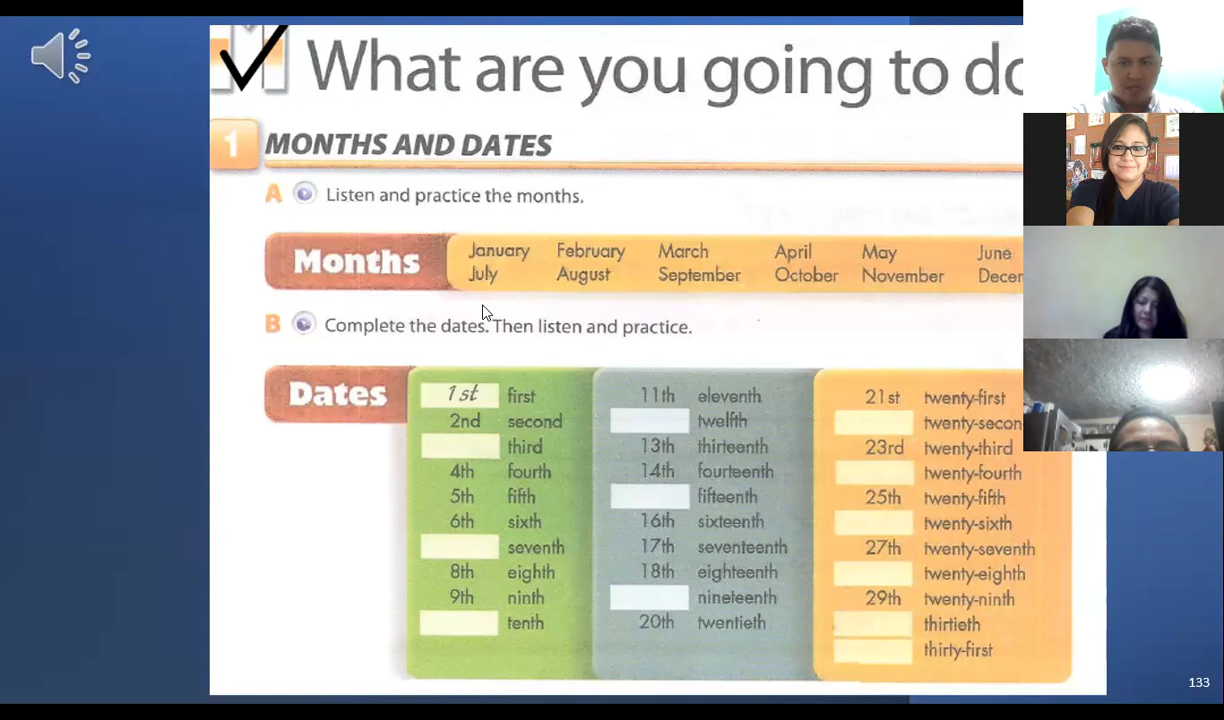 What are you going to do
1 MONTHS AND DATES
A Listen and practice the months.
Months
January February March April May June
July August September October November
B Complete the dates. Then listen and practice.
Dates
1st first
2nd second
third
4th fourth
5th fifth
6th sixth
seventh
8th eighth
9th ninth
tenth
11th eleventh
twelfth
13th thirteenth
14th fourteenth
fifteenth
16th sixteenth
17th seventeenth
18th eighteenth
nineteenth
20th twentieth
21st twenty-first
twenty-secon
23rd twenty-third
twenty-fourth
25th twenty-fifth
twenty-sixth
27th twenty-seventh
twenty-eighth
29th twenty-ninth
thirtieth
thirty-first
133